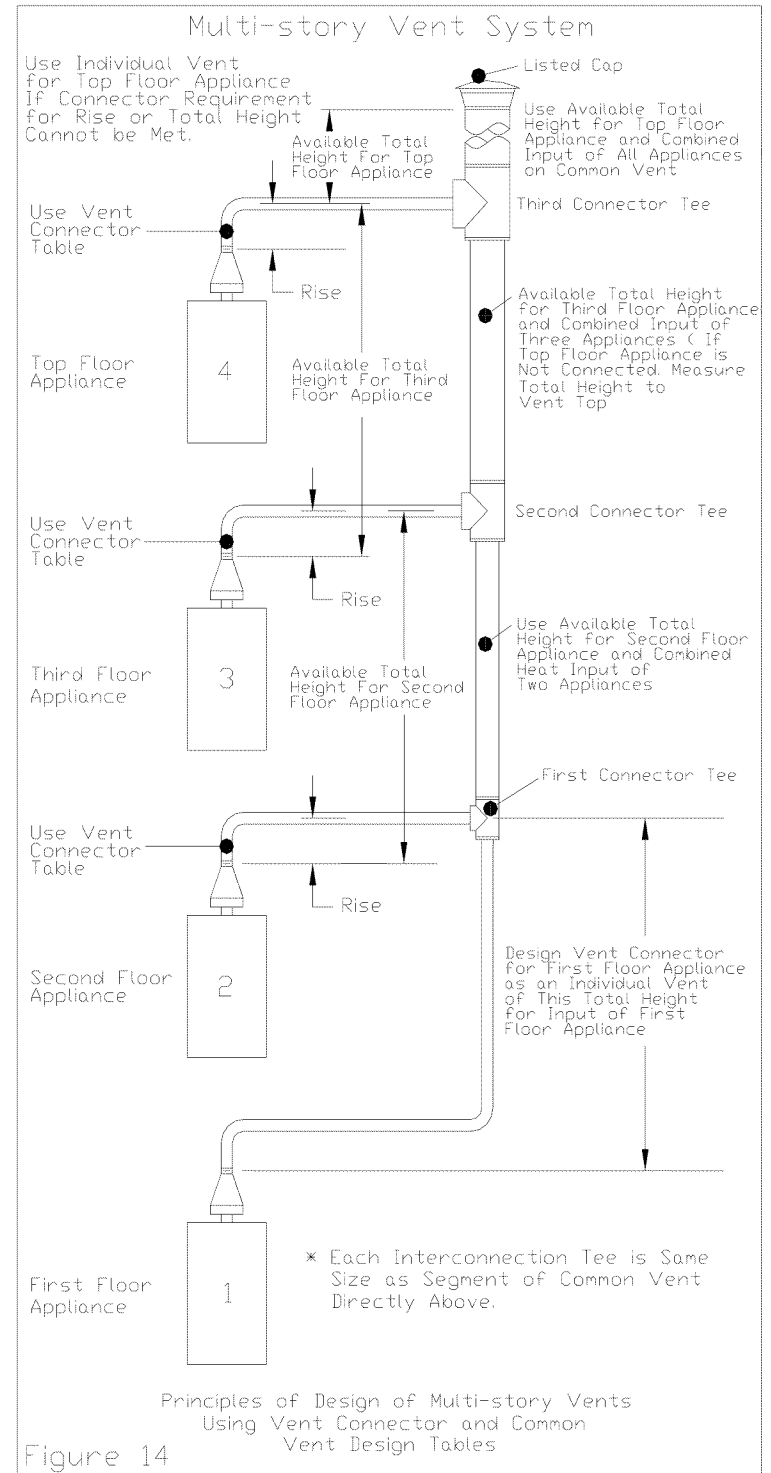 Multi-story Vent System
Use Individual Vent
for Top Floor Appliance
If Connector Requirement
for Rise or Total Height
Cannot be Met.
Listed Cap
Available Total
Height For Top
Floor Appliance
Use Available Total
Height for Top Floor
Appliance and Combined
Input of All Appliances
on Common Vent
Use Vent
Connector
Table
Third Connector Tee
Rise
Available Total Height
for Third Floor Appliance
and Combined Input of
Three Appliances ( If
Top Floor Appliance is
Not Connected. Measure
Total Height to
Vent Top
Top Floor
Appliance
4
Available Total
Height For Third
Floor Appliance
Use Vent
Connector
Table
Second Connector Tee
Rise
Use Available Total
Height for Second Floor
Appliance and Combined
Heat Input of
Two Appliances
Third Floor
Appliance
3
Available Total
Height For Second
Floor Appliance
First Connector Tee
Use Vent
Connector
Table
Rise
Second Floor
Appliance
2
Design Vent Connector
for First Floor Appliance
as an Individual Vent
of This Total Height
for Input of First
Floor Appliance
First Floor
Appliance
1
* Each Interconnection Tee is Same
Size as Segment of Common Vent
Directly Above.
Principles of Design of Multi-story Vents
Using Vent Connector and Common
Vent Design Tables
Figure 14